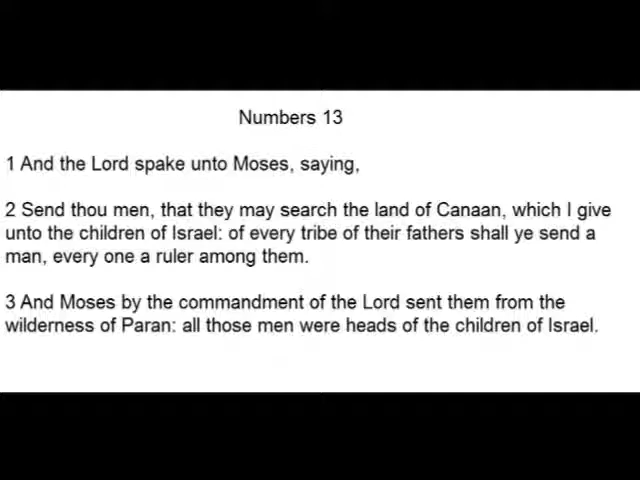 Numbers 13
1 And the Lord spake unto Moses, saying,
2 Send thou men, that they may search the land of Canaan, which I give
unto the children of Israel: of every tribe of their fathers shall ye send a
man, every one a ruler among them.
3 And Moses by the commandment of the Lord sent them from the
wilderness of Paran: all those men were heads of the children of Israel.